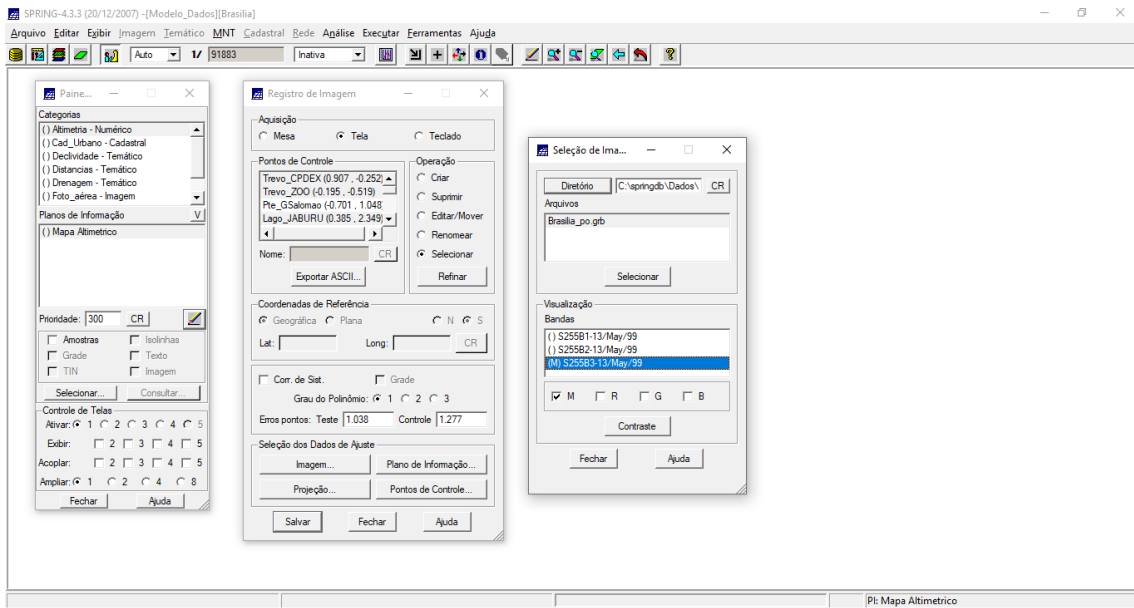 SPRING-4.3.3 (20/12/2007) -[Modelo_Dados][Brasilia]
Arquivo Editar Exibir Imagem Temático MNT Cadastral Rede Análise Executar Ferramentas Ajuda
Auto 1/ 91883 Inativa
Paine...
Categorias
() Altimetria - Numérico
() Cad_Urbano - Cadastral
() Declividade - Temático
() Distancias - Temático
() Drenagem - Temático
() Foto_aérea - Imagem
Planos de Informação V
() Mapa Altimetrico
Prioridade: 300 CR
Amostras Isolinhas
Grade Texto
TIN Imagem
Selecionar... Consultar...
Controle de Telas
Ativar: 1 2 3 4 5
Exibir: 2 3 4 5
Acoplar: 2 3 4 5
Ampliar: 1 2 4 8
Fechar Ajuda
Registro de Imagem
Aquisição
Mesa Tela Teclado
Pontos de Controle
Trevo_CPDEX (0.907 , -0.252)
Trevo_ZOO (-0.195 , -0.519)
Pte_GSalomao (-0.701 , 1.048
Lago_JABURU (0.385 , 2.349)
Nome: CR
Exportar ASCII...
Operação
Criar
Suprimir
Editar/Mover
Renomear
Selecionar
Refinar
Coordenadas de Referência
Geográfica Plana N S
Lat: Long: CR
Corr. de Sist. Grade
Grau do Polinômio: 1 2 3
Erros pontos: Teste 1.038 Controle 1.277
Seleção dos Dados de Ajuste
Imagem... Plano de Informação...
Projeção... Pontos de Controle...
Salvar Fechar Ajuda
Seleção de Ima...
Diretório C:\springdb\Dados\ CR
Arquivos
Brasilia_po.grb
Selecionar
Visualização
Bandas
() S255B1-13/May/99
() S255B2-13/May/99
(M) S255B3-13/May/99
M R G B
Contraste
Fechar Ajuda
PI: Mapa Altimetrico